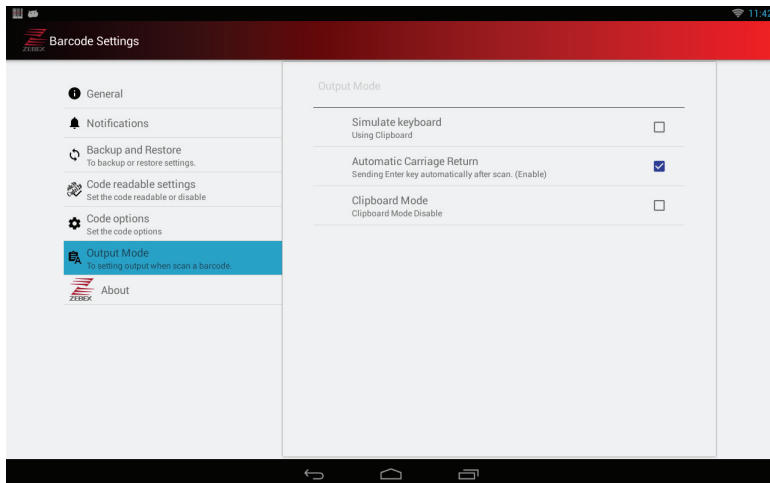 11:42
ZEBEX
Barcode Settings
General
Notifications
Backup and Restore
To backup or restore settings.
Code readable settings
Set the code readable or disable
Code options
Set the code options
Output Mode
To setting output when scan a barcode.
ZEBEX
About
Output Mode
Simulate keyboard
Using Clipboard
Automatic Carriage Return
Sending Enter key automatically after scan. (Enable)
Clipboard Mode
Clipboard Mode Disable